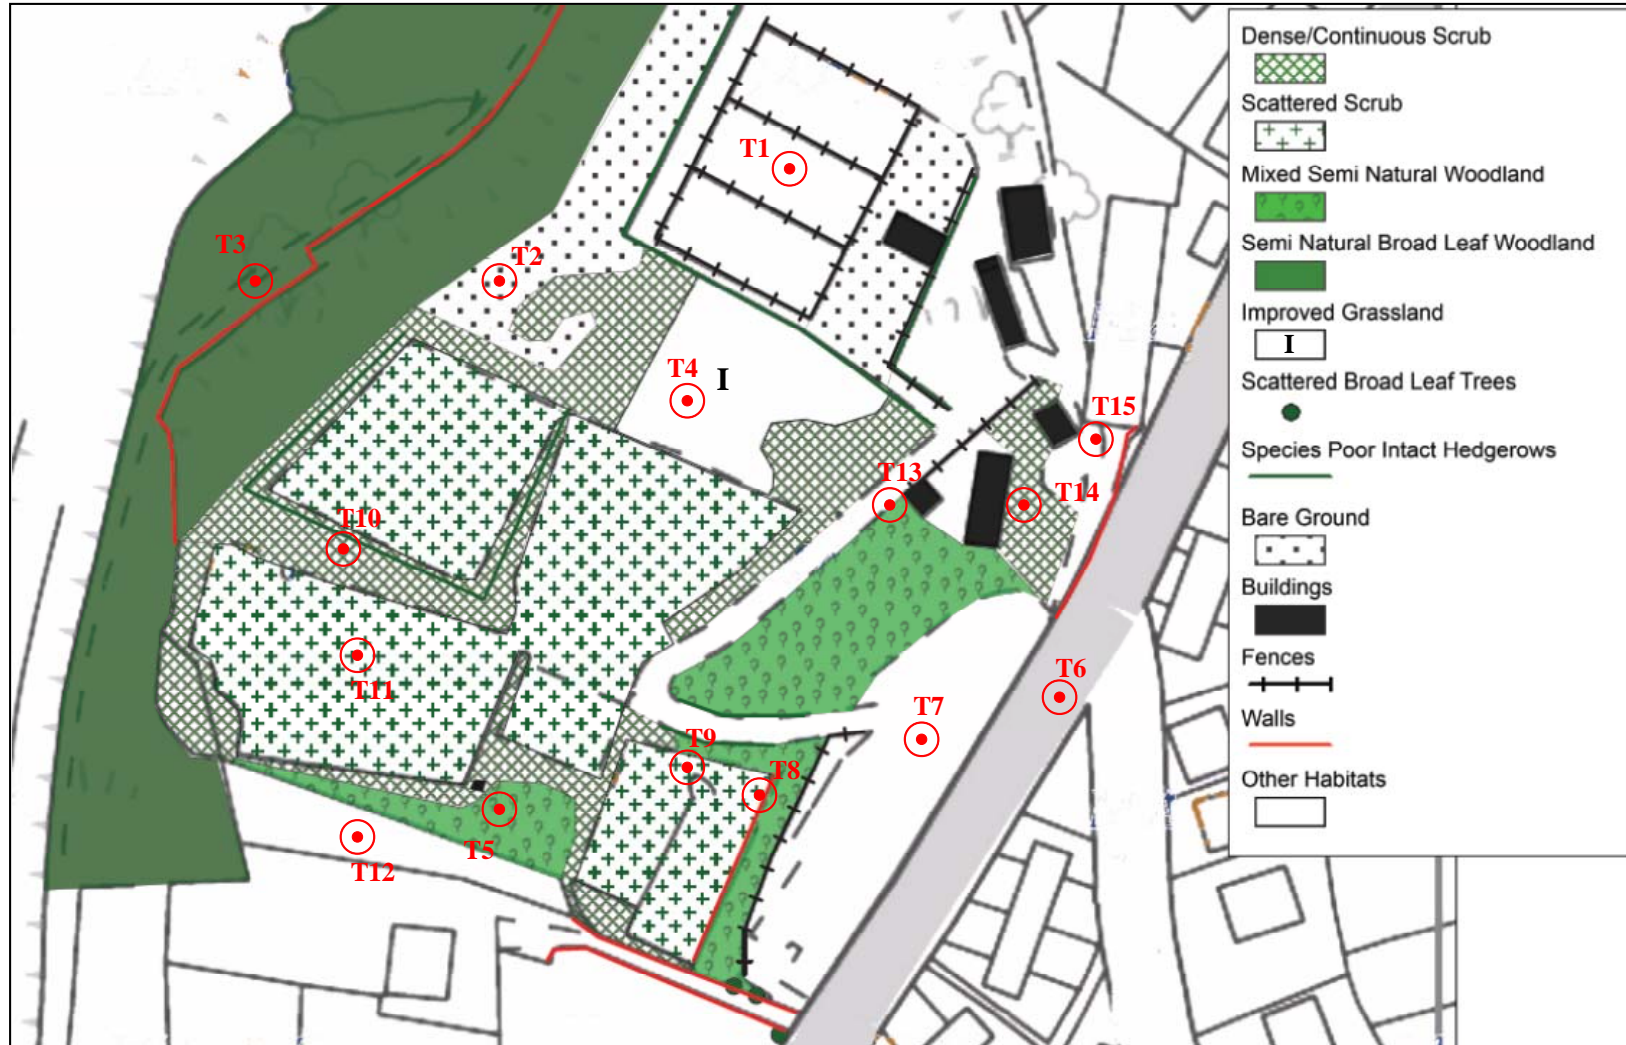 Dense/Continuous Scrub
Scattered Scrub
Mixed Semi Natural Woodland
Semi Natural Broad Leaf Woodland
Improved Grassland
I
Scattered Broad Leaf Trees
Species Poor Intact Hedgerows
Bare Ground
Buildings
Fences
Walls
Other Habitats
T1
T3
T2
T4
I
T15
T13
T14
T10
T11
T6
T7
T9
T8
T5
T12